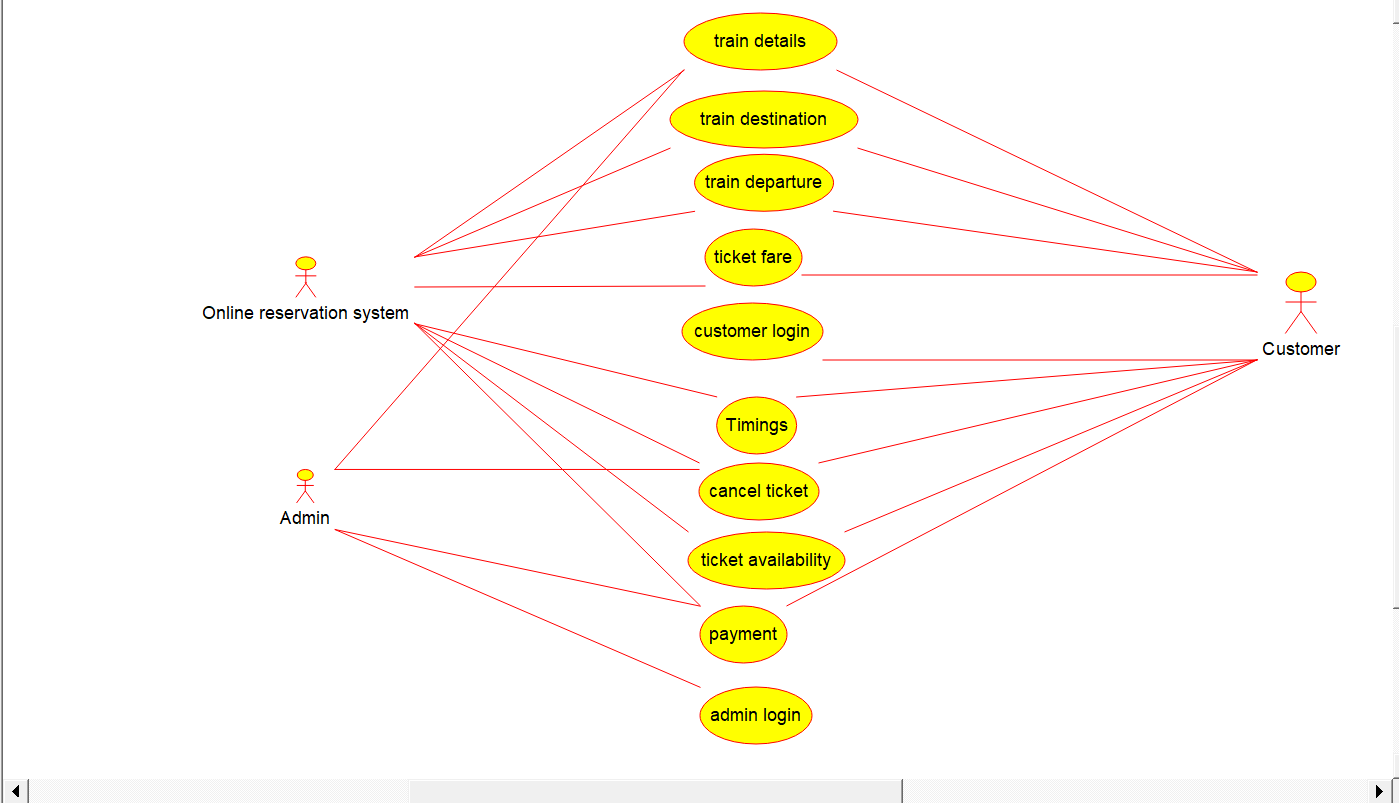 train details
train destination
train departure
ticket fare
Online reservation system
customer login
Customer
Timings
cancel ticket
Admin
ticket availability
payment
admin login